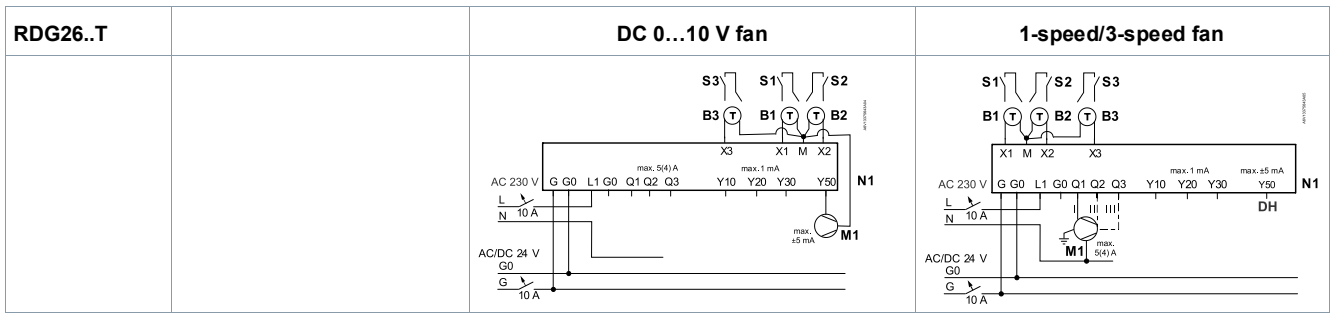 RDG26..T DC 0…10 V fan 1-speed/3-speed fan
S3 S1 S2
B3 T B1 T T B2
X3 X1 M X2
max. 5(4) A max. 1 mA
AC 230 V G G0 L1 G0 Q1 Q2 Q3 Y10 Y20 Y30 Y50 N1
L
10 A
N
max.
±5 mA
M1
AC/DC 24 V
G0
G
10 A
S1 S2 S3
B1 T T B2 T B3
X1 M X2 X3
max. 1 mA max. ±5 mA
AC 230 V G G0 L1 G0 Q1 Q2 Q3 Y10 Y20 Y30 Y50 N1
DH
L
10 A
I II III
N
M1
max.
5(4) A
AC/DC 24 V
G0
G
10 A